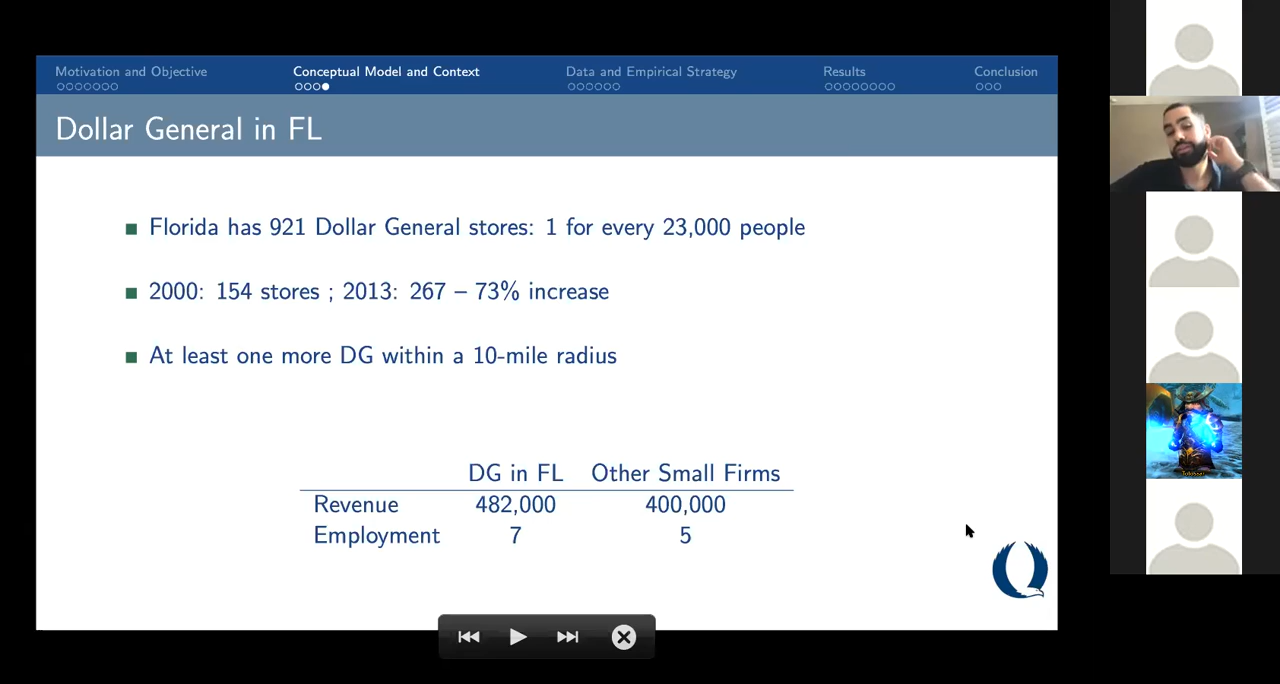 Motivation and Objective
Conceptual Model and Context
Data and Empirical Strategy
Results
Conclusion
Dollar General in FL
Florida has 921 Dollar General stores: 1 for every 23,000 people
2000: 154 stores ; 2013: 267 – 73% increase
At least one more DG within a 10-mile radius
DG in FL Other Small Firms
Revenue 482,000 400,000
Employment 7 5